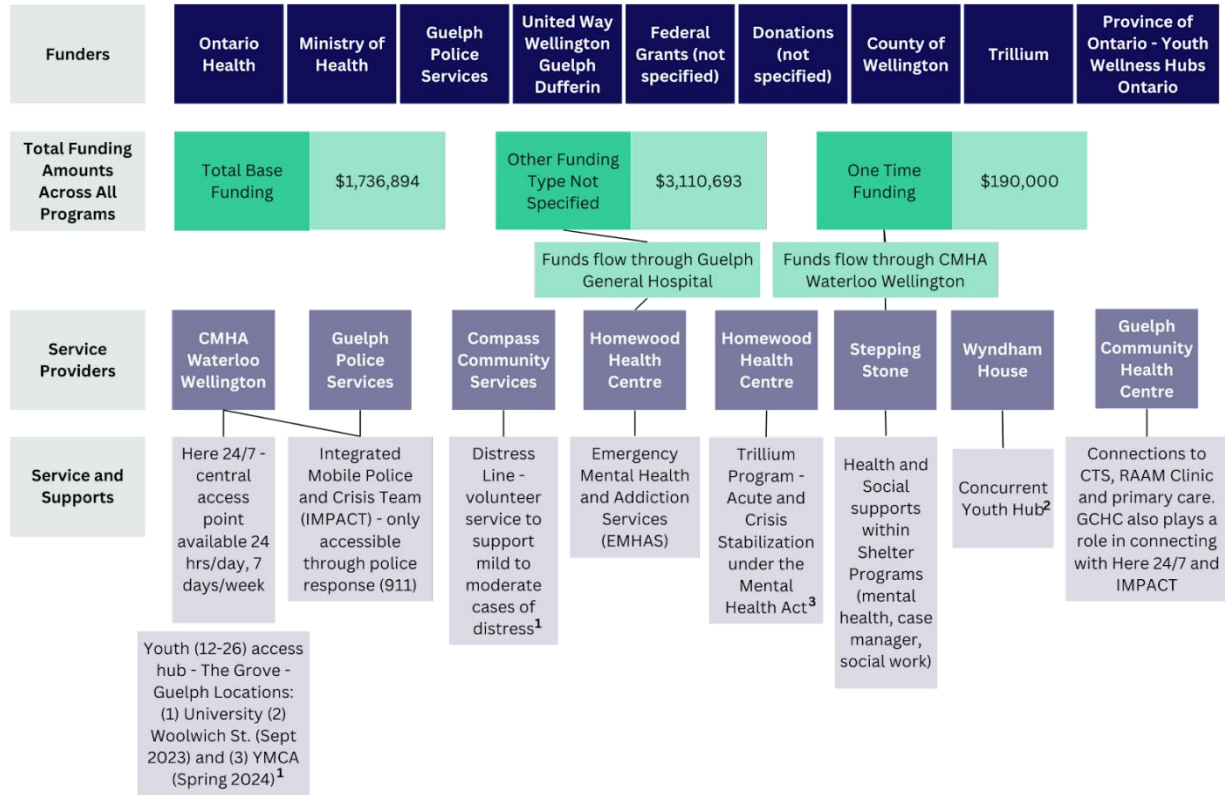 Funders
Ontario
Health
Ministry of
Health
Guelph
Police
Services
United Way
Wellington
Guelph
Dufferin
Federal
Grants (not
specified)
Donations
(not
specified)
County of
Wellington
Trillium
Province of
Ontario - Youth
Wellness Hubs
Ontario
Total Funding
Amounts
Across All
Programs
Total Base
Funding
$1,736,894
Other Funding
Type Not
Specified
$3,110,693
One Time
Funding
$190,000
Funds flow through Guelph
General Hospital
Funds flow through CMHA
Waterloo Wellington
Service
Providers
CMHA
Waterloo
Wellington
Guelph
Police
Services
Compass
Community
Services
Homewood
Health
Centre
Homewood
Health
Centre
Stepping
Stone
Wyndham
House
Guelph
Community
Health
Centre
Service and
Supports
Here 24/7 -
central
access
point
available 24
hrs/day, 7
days/week
Integrated
Mobile Police
and Crisis Team
(IMPACT) - only
accessible
through police
response (911)
Distress
Line -
volunteer
service to
support
mild to
moderate
cases of
distress1
Emergency
Mental Health
and Addiction
Services
(EMHAS)
Trillium
Program -
Acute and
Crisis
Stabilization
under the
Mental
Health Act3
Health and
Social
supports
within
Shelter
Programs
(mental
health, case
manager,
social work)
Concurrent
Youth Hub2
Connections to
CTS, RAAM Clinic
and primary care.
GCHC also plays a
role in connecting
with Here 24/7 and
IMPACT
Youth (12-26) access
hub - The Grove -
Guelph Locations:
(1) University (2)
Woolwich St. (Sept
2023) and (3) YMCA
(Spring 2024)1